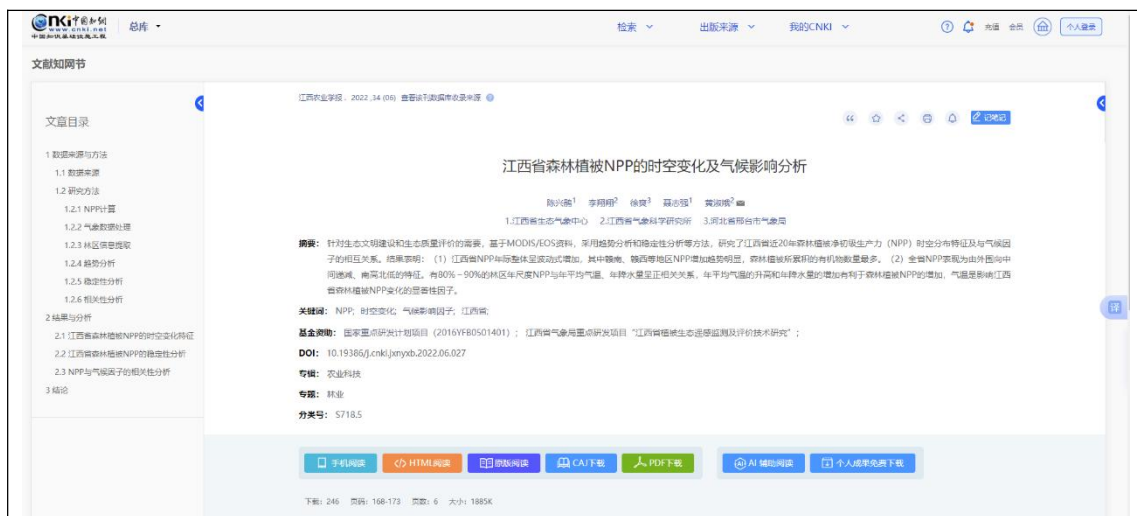 cnki中国知网
www.cnki.net
中国知识基础设施工程
总库
检索
出版来源
我的CNKI
充值
会员
个人登录
文献知网节
文章目录
1 数据来源与方法
1.1 数据来源
1.2 研究方法
1.2.1 NPP计算
1.2.2 气象数据处理
1.2.3 林区信息提取
1.2.4 趋势分析
1.2.5 稳定性分析
1.2.6 相关性分析
2 结果与分析
2.1 江西省森林植被NPP的时空变化特征
2.2 江西省森林植被NPP的稳定性分析
2.3 NPP与气候因子的相关性分析
3 结论
江西农业学报 . 2022 ,34 (06) 查看该刊数据库收录来源
记笔记
江西省森林植被NPP的时空变化及气候影响分析
陈兴鹃1 李翔翔2 徐爽3 聂志强1 黄淑娥2
1.江西省生态气象中心 2.江西省气象科学研究所 3.河北省邢台市气象局
摘要： 针对生态文明建设和生态质量评价的需要，基于MODIS/EOS资料，采用趋势分析和稳定性分析等方法，研究了江西省近20年森林植被净初级生产力（NPP）时空分布特征及与气候因
子的相互关系。结果表明：（1）江西省NPP年际整体呈波动式增加，其中赣南、赣西等地区NPP增加趋势明显，森林植被所累积的有机物数量最多。（2）全省NPP表现为由外围向中
间递减，南高北低的特征。有80%－90%的林区年尺度NPP与年平均气温、年降水量呈正相关关系，年平均气温的升高和年降水量的增加有利于森林植被NPP的增加，气温是影响江西
省森林植被NPP变化的显著性因子。
关键词： NPP; 时空变化; 气候影响因子; 江西省;
基金资助： 国家重点研发计划项目（2016YFB0501401）; 江西省气象局重点研发项目“江西省植被生态遥感监测及评价技术研究”;
DOI: 10.19386/j.cnki.jxnyxb.2022.06.027
专辑： 农业科技
专题： 林业
分类号： S718.5
手机阅读
HTML阅读
原版阅读
CAJ下载
PDF下载
AI 辅助阅读
个人成果免费下载
下载：246 页码：168-173 页数：6 大小：1885K
译